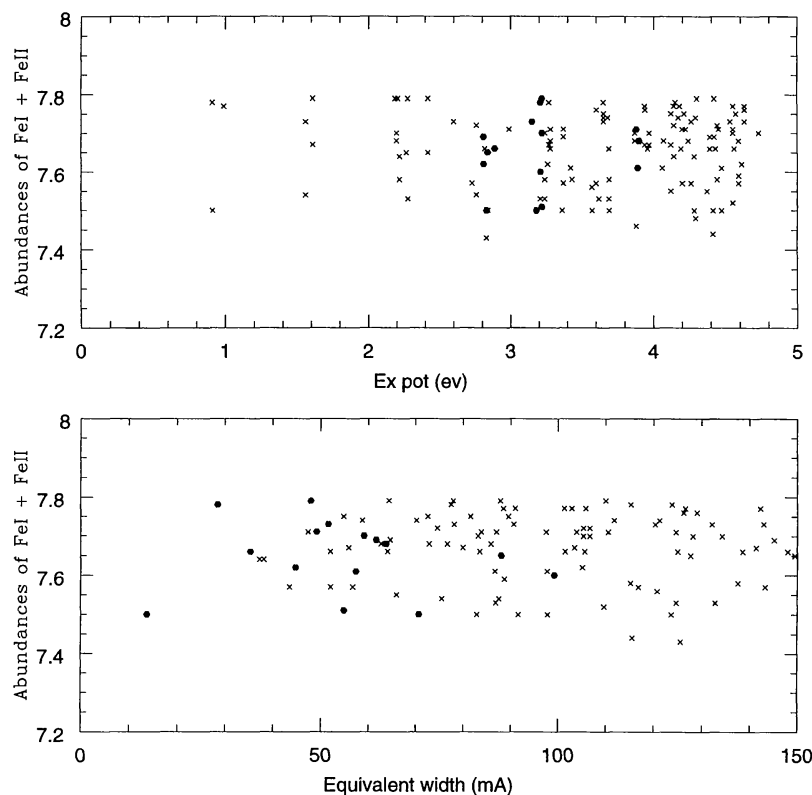 8
7.8
7.6
7.4
7.2
Abundances of FeI + FeII
0 1 2 3 4 5
Ex pot (ev)
8
7.8
7.6
7.4
7.2
Abundances of FeI + FeII
0 50 100 150
Equivalent width (mA)